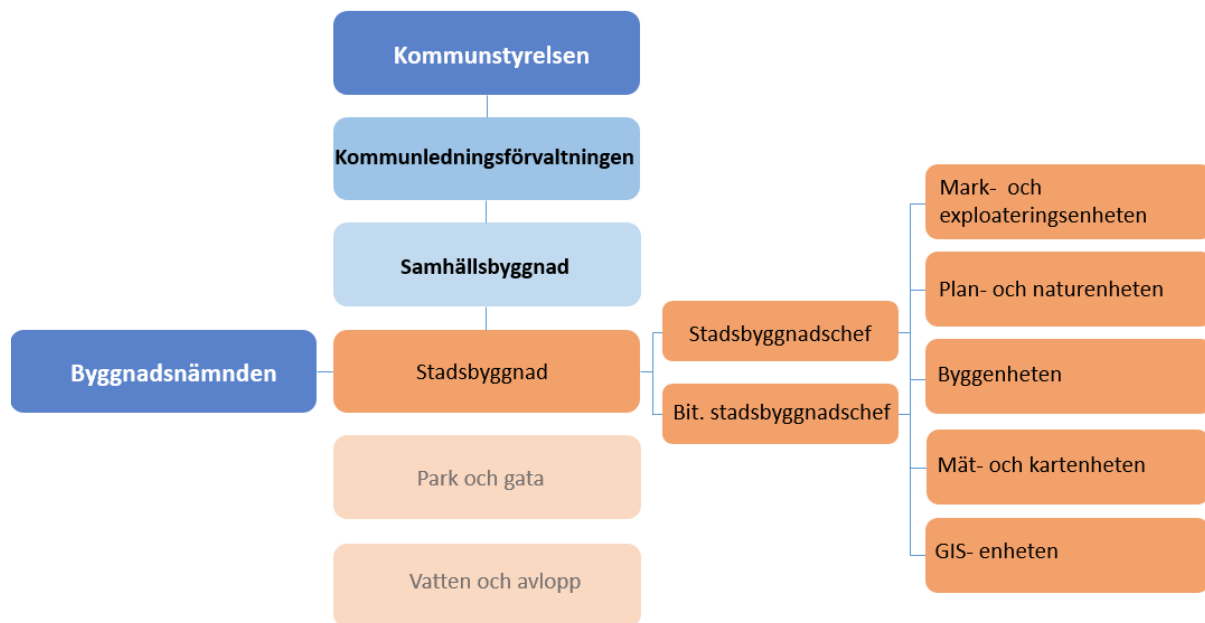 Kommunstyrelsen
Kommunledningsförvaltningen
Samhällsbyggnad
Byggnadsnämnden
Stadsbyggnad
Park och gata
Vatten och avlopp
Stadsbyggnadschef
Bit. stadsbyggnadschef
Mark- och
exploateringsenheten
Plan- och naturenheten
Byggenheten
Mät- och kartenheten
GIS- enheten